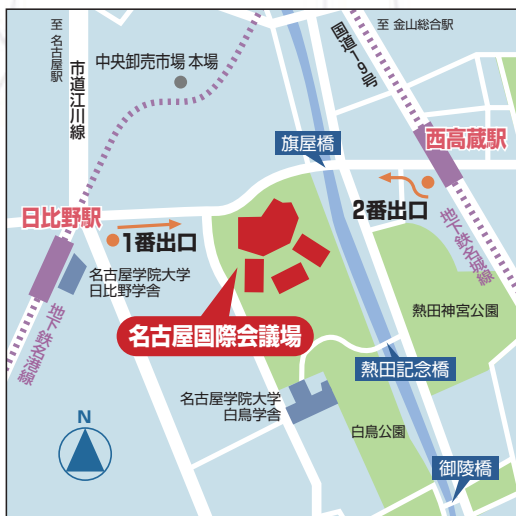 至 名古屋駅
市道江川線
中央卸売市場 本場
国道19号
至 金山総合駅
旗屋橋
西高蔵駅
2番出口
日比野駅
1番出口
地下鉄名城線
名古屋学院大学
日比野学舎
地下鉄名港線
名古屋国際会議場
熱田神宮公園
熱田記念橋
名古屋学院大学
白鳥学舎
白鳥公園
N
御陵橋